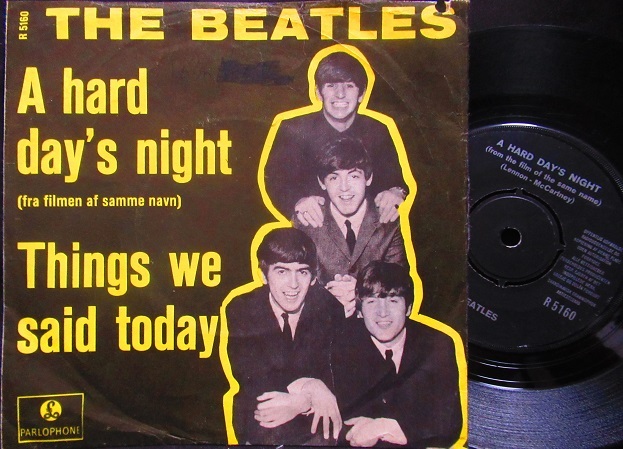 R 5160
THE BEATLES
A hard
day's night
(fra filmen af samme navn)
Things we
said today
PARLOPHONE
A HARD DAY'S NIGHT
(from the film of the same name)
(Lennon - McCartney)
BEATLES
R 5160